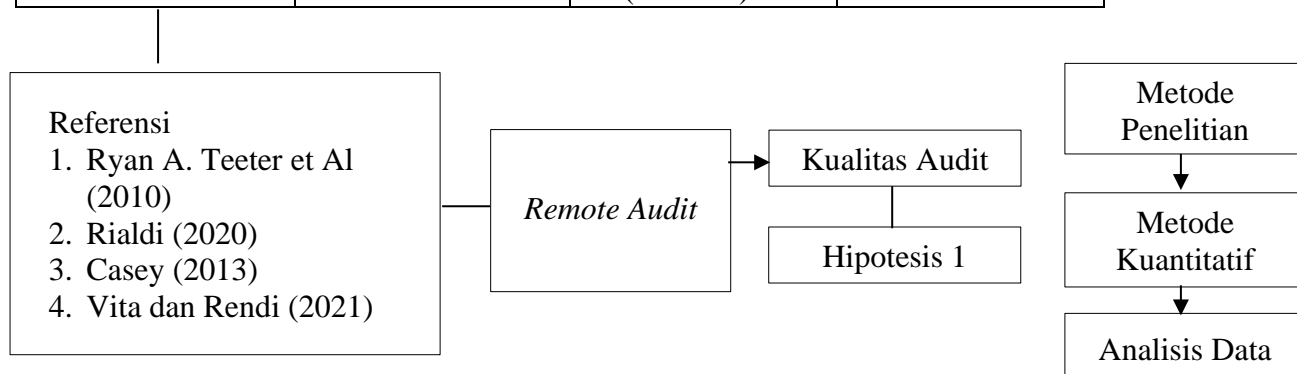 Referensi
1. Ryan A. Teeter et Al
(2010)
2. Rialdi (2020)
3. Casey (2013)
4. Vita dan Rendi (2021)
Remote Audit
Kualitas Audit
Hipotesis 1
Metode
Penelitian
Metode
Kuantitatif
Analisis Data